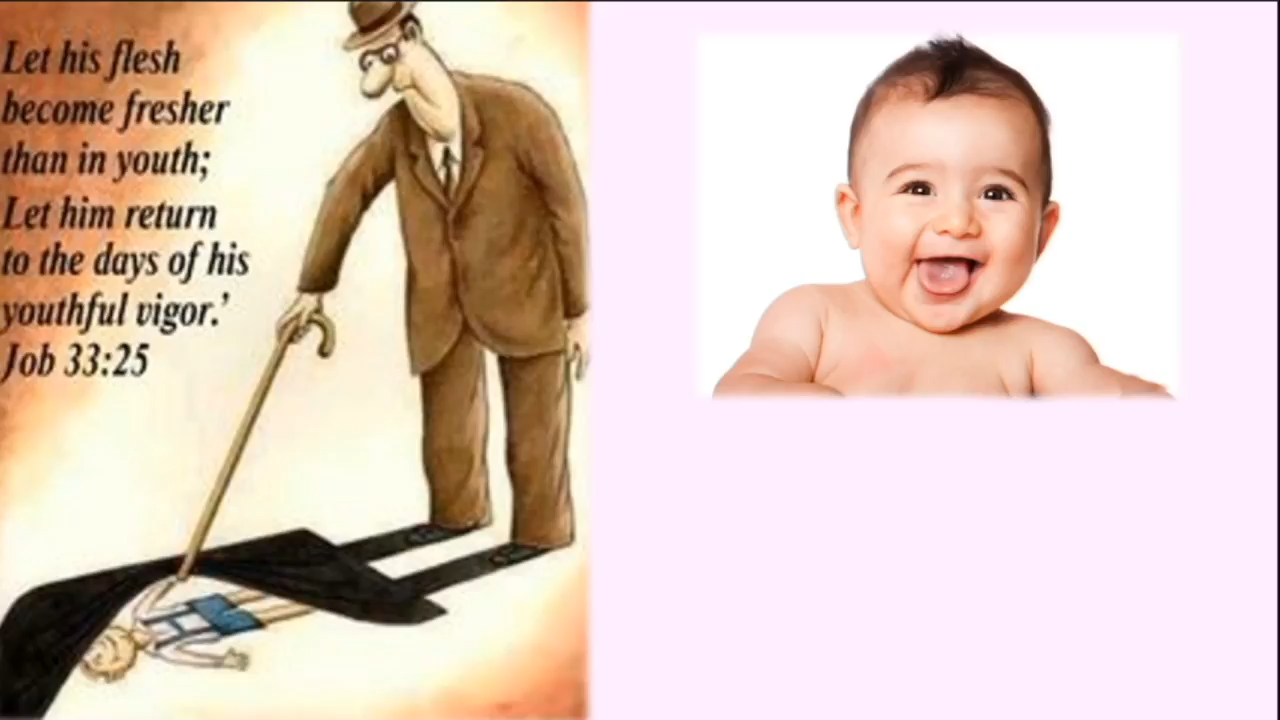 Let his flesh
become fresher
than in youth;
Let him return
to the days of his
youthful vigor.’
Job 33:25